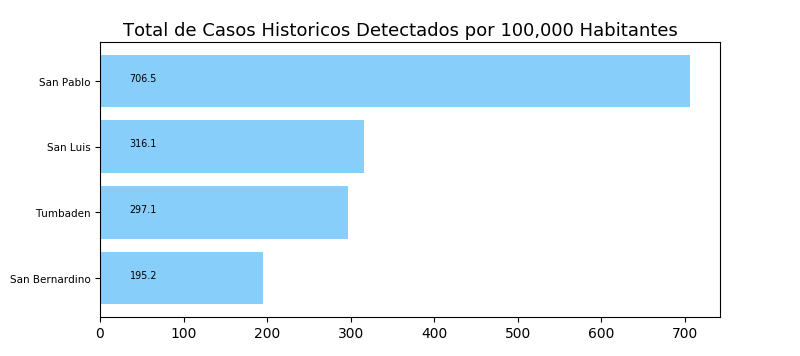 Total de Casos Historicos Detectados por 100,000 Habitantes
San Pablo 706.5
San Luis 316.1
Tumbaden 297.1
San Bernardino 195.2
0 100 200 300 400 500 600 700